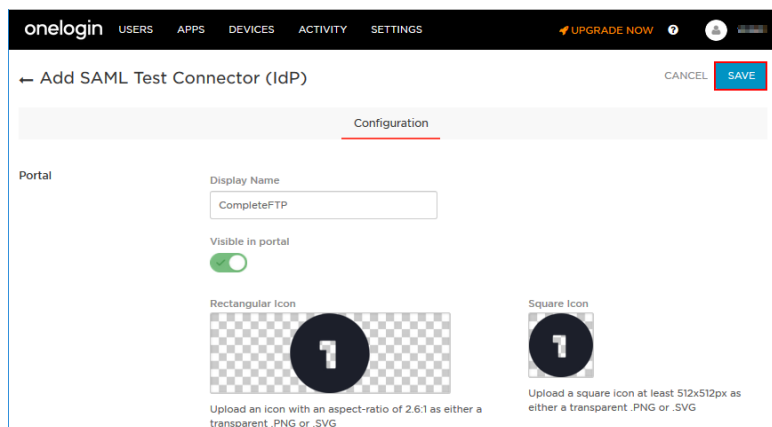 onelogin USERS APPS DEVICES ACTIVITY SETTINGS UPGRADE NOW ?
← Add SAML Test Connector (IdP) CANCEL SAVE
Configuration
Portal
Display Name
CompleteFTP
Visible in portal
Rectangular Icon
Square Icon
1
1
Upload an icon with an aspect-ratio of 2.6:1 as either a
transparent .PNG or .SVG
Upload a square icon at least 512x512px as
either a transparent .PNG or .SVG